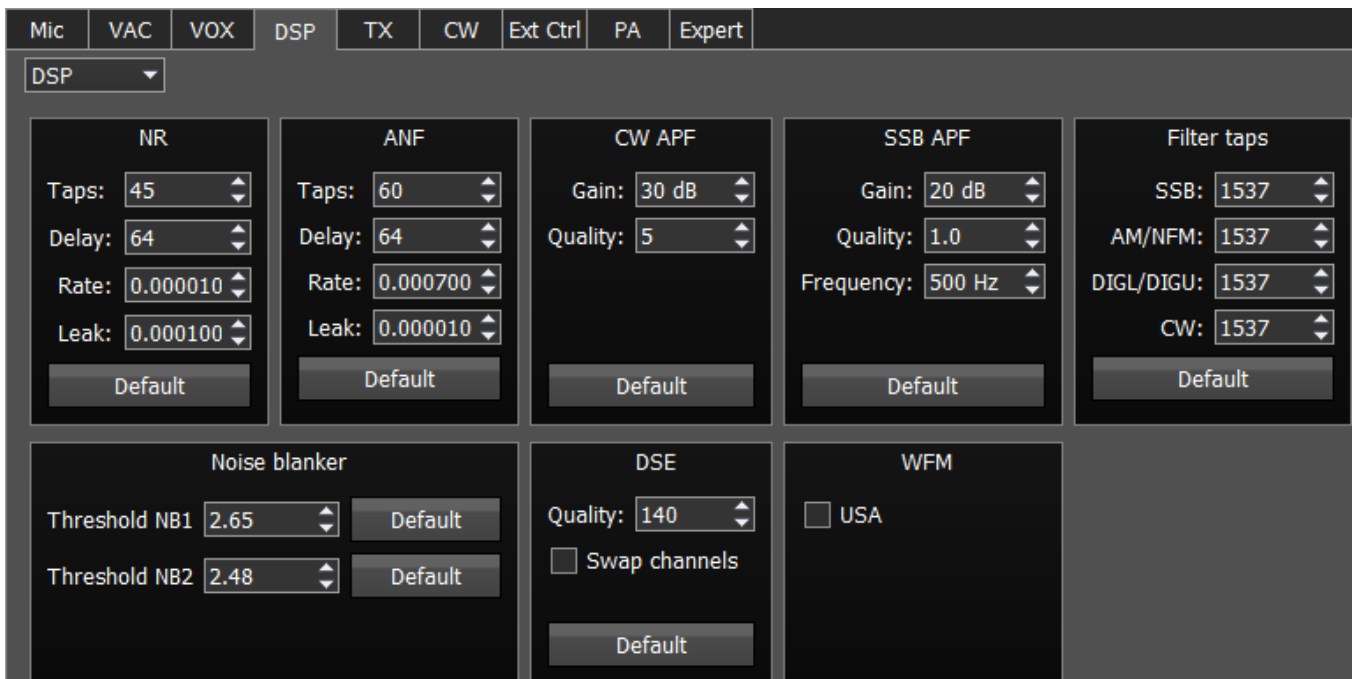 Mic VAC VOX DSP TX CW Ext Ctrl PA Expert
DSP
NR
Taps: 45
Delay: 64
Rate: 0.000010
Leak: 0.000100
Default
ANF
Taps: 60
Delay: 64
Rate: 0.000700
Leak: 0.000010
Default
CW APF
Gain: 30 dB
Quality: 5
Default
SSB APF
Gain: 20 dB
Quality: 1.0
Frequency: 500 Hz
Default
Filter taps
SSB: 1537
AM/NFM: 1537
DIGL/DIGU: 1537
CW: 1537
Default
Noise blanker
Threshold NB1 2.65 Default
Threshold NB2 2.48 Default
DSE
Quality: 140
Swap channels
Default
WFM
USA